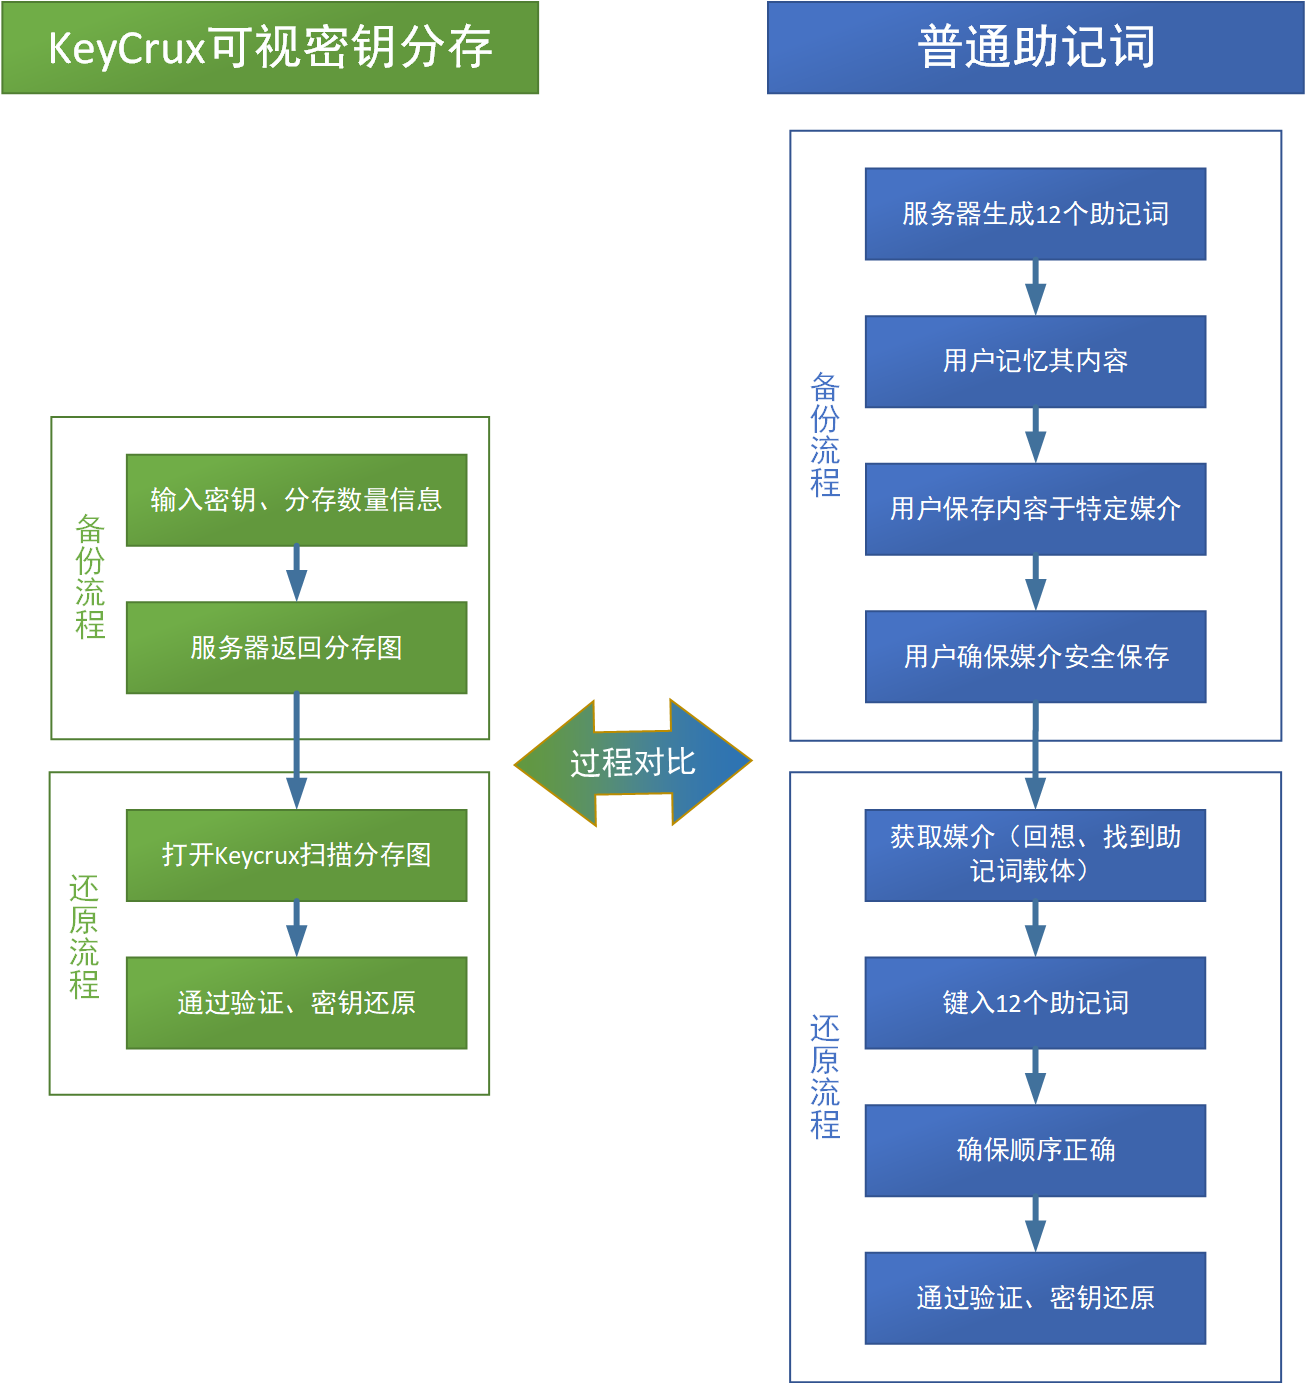 KeyCrux可视密钥分存
备份流程
输入密钥、分存数量信息
服务器返回分存图
还原流程
打开Keycrux扫描分存图
通过验证、密钥还原
过程对比
普通助记词
备份流程
服务器生成12个助记词
用户记忆其内容
用户保存内容于特定媒介
用户确保媒介安全保存
还原流程
获取媒介（回想、找到助
记词载体）
键入12个助记词
确保顺序正确
通过验证、密钥还原